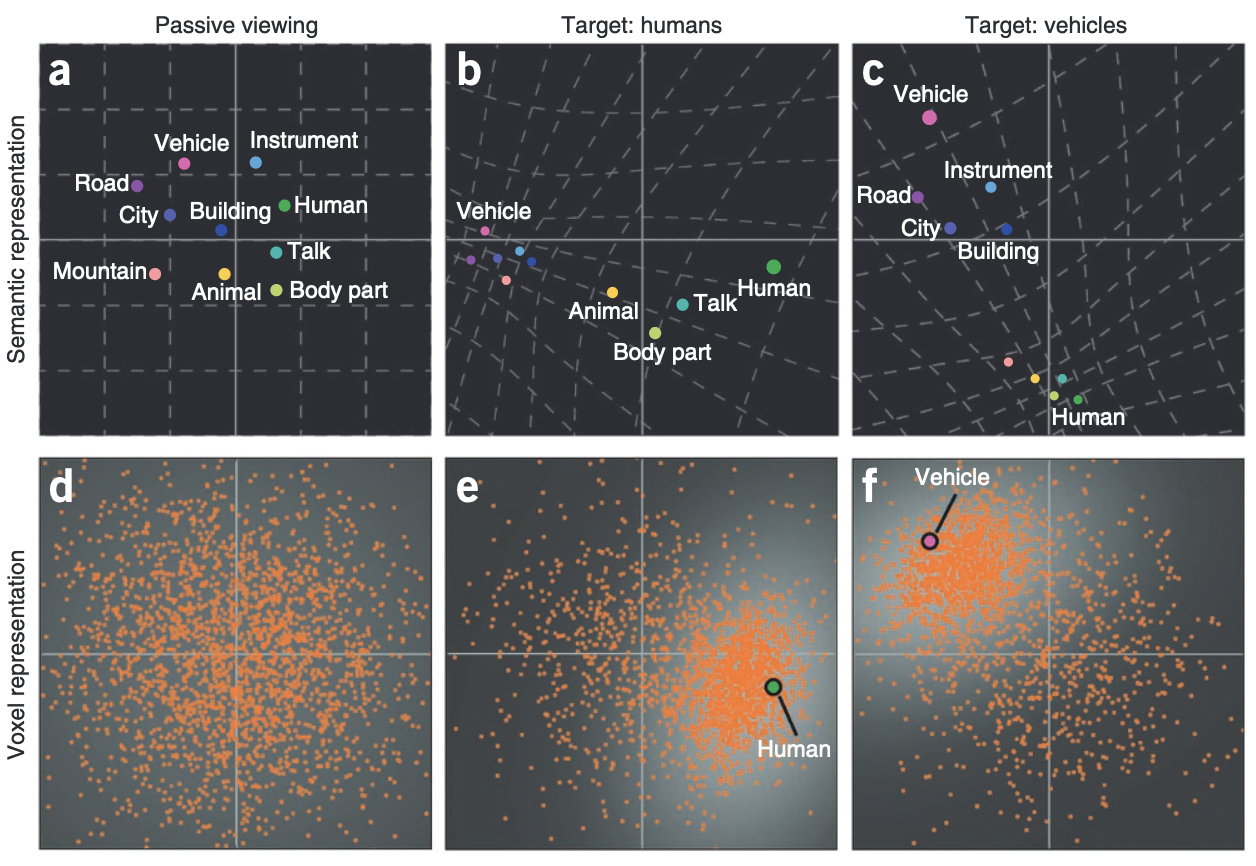 Passive viewing
Target: humans
Target: vehicles
Semantic representation
a
Vehicle
Instrument
Road
City
Building
Human
Talk
Mountain
Animal
Body part
b
Vehicle
Animal
Talk
Human
Body part
c
Vehicle
Instrument
Road
City
Building
Human
Voxel representation
d
e
Human
f
Vehicle